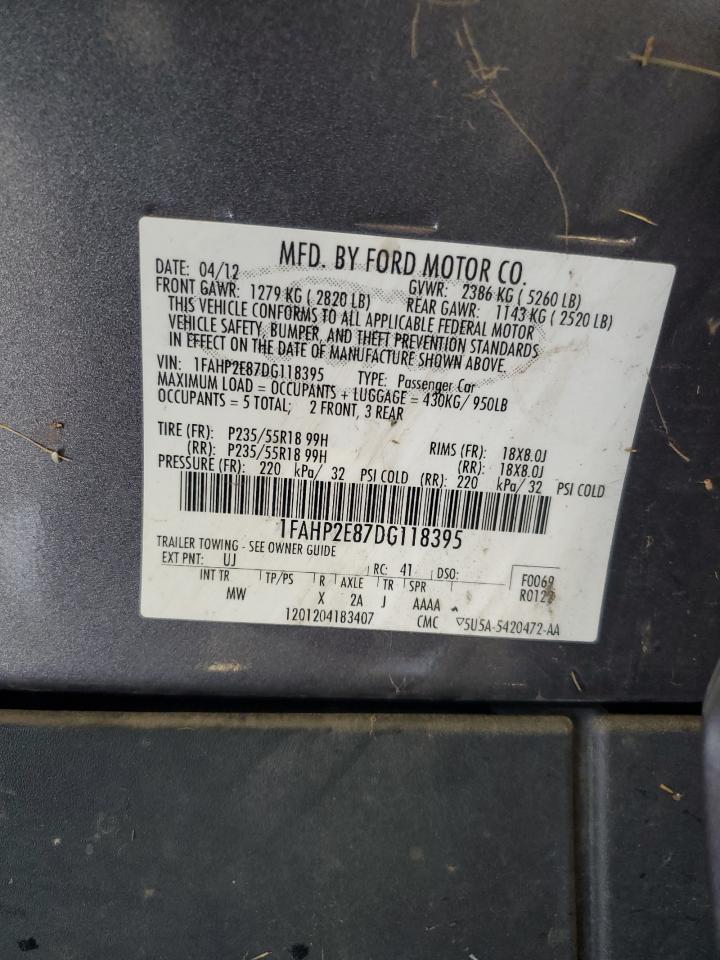 MFD. BY FORD MOTOR CO.
DATE: 04/12 GVWR: 2386 KG ( 5260 LB)
FRONT GAWR: 1279 KG ( 2820 LB) REAR GAWR: 1143 KG ( 2520 LB)
THIS VEHICLE CONFORMS TO ALL APPLICABLE FEDERAL MOTOR
VEHICLE SAFETY, BUMPER, AND THEFT PREVENTION STANDARDS
IN EFFECT ON THE DATE OF MANUFACTURE SHOWN ABOVE.
VIN: 1FAHP2E87DG118395 TYPE: Passenger Car
MAXIMUM LOAD = OCCUPANTS + LUGGAGE = 430KG/ 950LB
OCCUPANTS = 5 TOTAL; 2 FRONT, 3 REAR
TIRE (FR): P235/55R18 99H RIMS (FR): 18X8.0J
(RR): P235/55R18 99H (RR): 18X8.0J
PRESSURE (FR): 220 kPa/ 32 PSI COLD (RR): 220 kPa/ 32 PSI COLD
1FAHP2E87DG118395
TRAILER TOWING - SEE OWNER GUIDE
EXT PNT: UJ RC: 41 DSO: F0069
INT TR TP/PS R AXLE TR SPR R0122
MW X 2A J AAAA
1201204183407 CMC ▽5U5A-5420472-AA